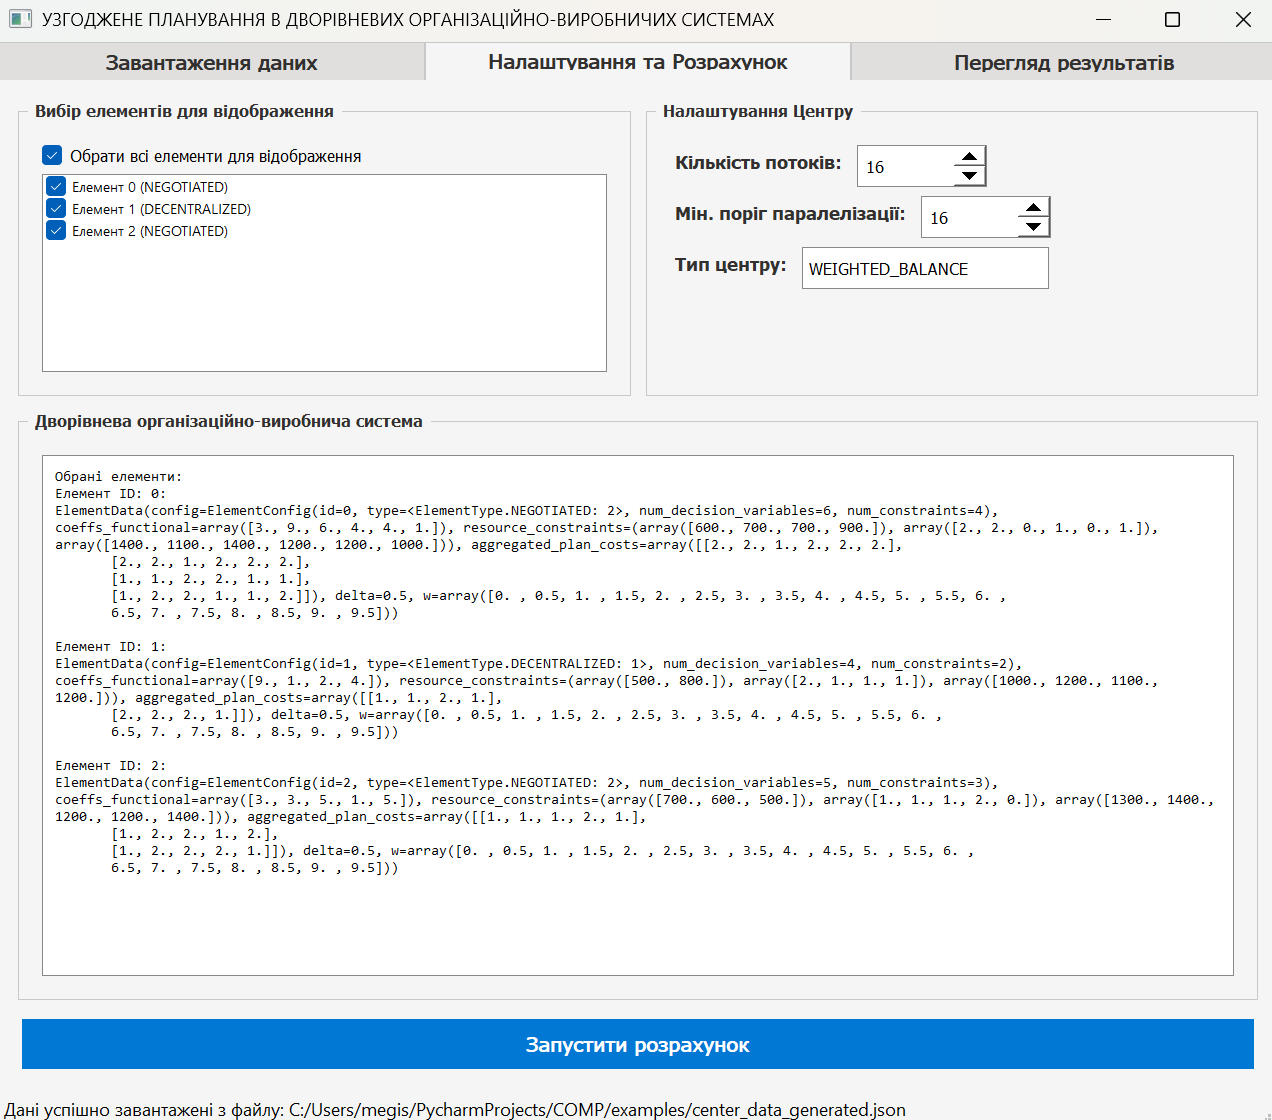 УЗГОДЖЕНЕ ПЛАНУВАННЯ В ДВОРІВНЕВИХ ОРГАНІЗАЦІЙНО-ВИРОБНИЧИХ СИСТЕМАХ
Завантаження даних
Налаштування та Розрахунок
Перегляд результатів
Вибір елементів для відображення
Обрати всі елементи для відображення
Елемент 0 (NEGOTIATED)
Елемент 1 (DECENTRALIZED)
Елемент 2 (NEGOTIATED)
Налаштування Центру
Кількість потоків: 16
Мін. поріг паралелізації: 16
Тип центру: WEIGHTED_BALANCE
Дворівнева організаційно-виробнича система
Обрані елементи:
Елемент ID: 0:
ElementData(config=ElementConfig(id=0, type=<ElementType.NEGOTIATED: 2>, num_decision_variables=6, num_constraints=4),
coeffs_functional=array([3., 9., 6., 4., 4., 1.]), resource_constraints=(array([600., 700., 700., 900.]), array([2., 2., 0., 1., 0., 1.]),
array([1400., 1100., 1400., 1200., 1200., 1000.])), aggregated_plan_costs=array([[2., 2., 1., 2., 2., 2.],
[2., 2., 1., 2., 2., 2.],
[1., 1., 2., 2., 1., 1.],
[1., 2., 2., 1., 1., 2.]]), delta=0.5, w=array([0. , 0.5, 1. , 1.5, 2. , 2.5, 3. , 3.5, 4. , 4.5, 5. , 5.5, 6. ,
6.5, 7. , 7.5, 8. , 8.5, 9. , 9.5]))
Елемент ID: 1:
ElementData(config=ElementConfig(id=1, type=<ElementType.DECENTRALIZED: 1>, num_decision_variables=4, num_constraints=2),
coeffs_functional=array([9., 1., 2., 4.]), resource_constraints=(array([500., 800.]), array([2., 1., 1., 1.]), array([1000., 1200., 1100.,
1200.])), aggregated_plan_costs=array([[1., 1., 2., 1.],
[2., 2., 2., 1.]]), delta=0.5, w=array([0. , 0.5, 1. , 1.5, 2. , 2.5, 3. , 3.5, 4. , 4.5, 5. , 5.5, 6. ,
6.5, 7. , 7.5, 8. , 8.5, 9. , 9.5]))
Елемент ID: 2:
ElementData(config=ElementConfig(id=2, type=<ElementType.NEGOTIATED: 2>, num_decision_variables=5, num_constraints=3),
coeffs_functional=array([3., 3., 5., 1., 5.]), resource_constraints=(array([700., 600., 500.]), array([1., 1., 1., 2., 0.]), array([1300., 1400.,
1200., 1200., 1400.])), aggregated_plan_costs=array([[1., 1., 1., 2., 1.],
[1., 2., 2., 1., 2.],
[1., 2., 2., 2., 1.]]), delta=0.5, w=array([0. , 0.5, 1. , 1.5, 2. , 2.5, 3. , 3.5, 4. , 4.5, 5. , 5.5, 6. ,
6.5, 7. , 7.5, 8. , 8.5, 9. , 9.5]))
Запустити розрахунок
Дані успішно завантажені з файлу: C:/Users/megis/PycharmProjects/COMP/examples/center_data_generated.json